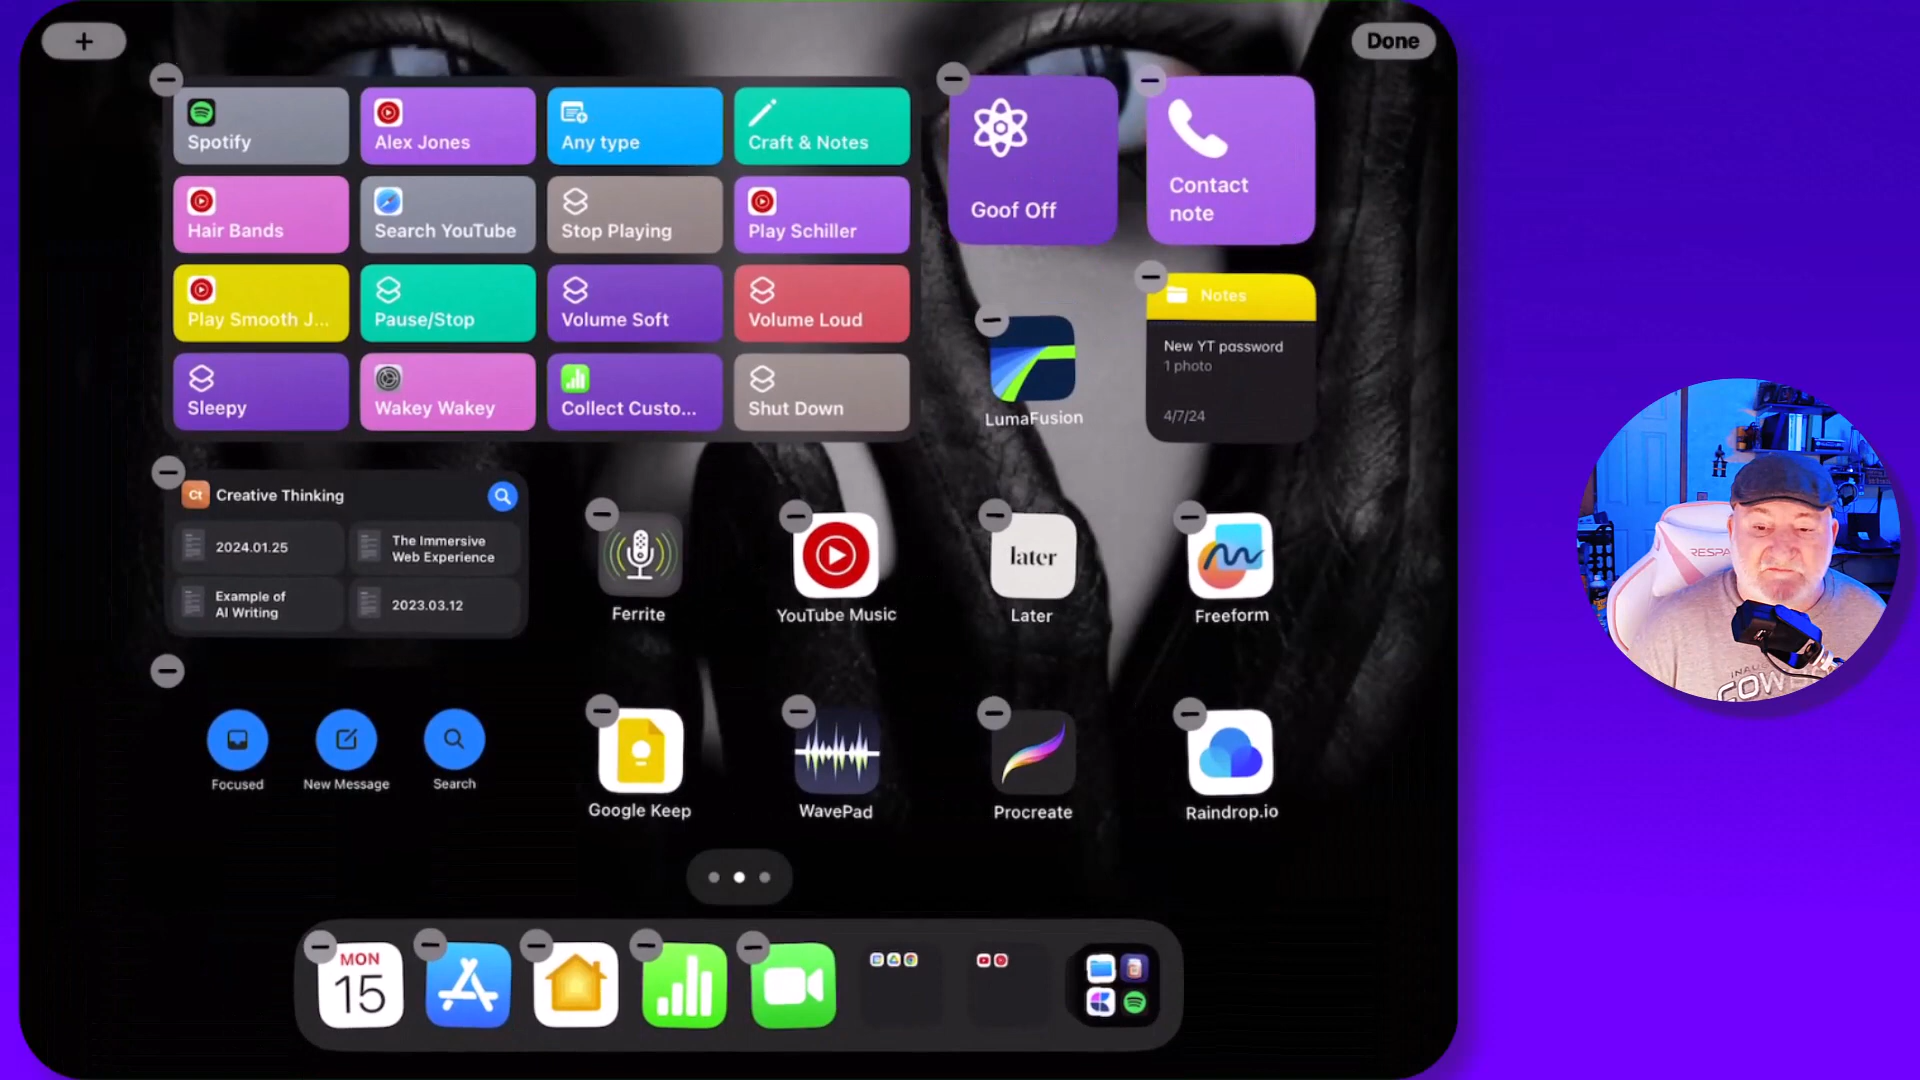 Done
Spotify
Alex Jones
Any type
Craft & Notes
Hair Bands
Search YouTube
Stop Playing
Play Schiller
Play Smooth J...
Pause/Stop
Volume Soft
Volume Loud
Sleepy
Wakey Wakey
Collect Custo...
Shut Down
Goof Off
Contact
note
LumaFusion
Notes
New YT password
1 photo
4/7/24
Ct Creative Thinking
2024.01.25
The Immersive
Web Experience
Example of
AI Writing
2023.03.12
Ferrite
YouTube Music
later
Later
Freeform
Focused
New Message
Search
Google Keep
WavePad
Procreate
Raindrop.io
MON
15
RESPA
COWBO